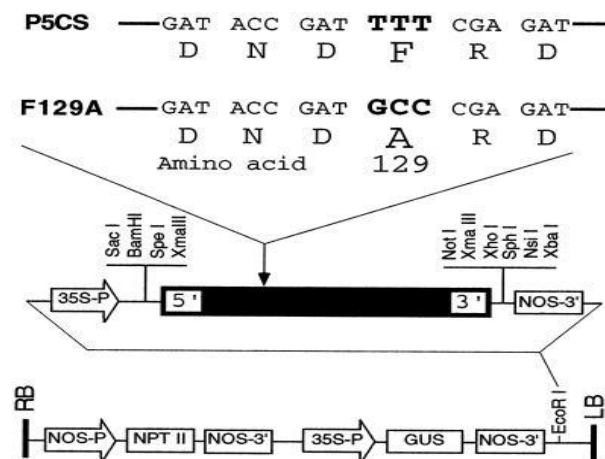 P5CS GAT ACC GAT TTT CGA GAT
D N D F R D
F129A GAT ACC GAT GCC CGA GAT
D N D A R D
Amino acid 129
Sac I
BamHI
Spe I
XmaIII
Not I
Xma III
Xho I
Sph I
Nsi I
Xba I
35S-P 5' 3' NOS-3'
EcoR I
RB LB
NOS-P NPT II NOS-3' 35S-P GUS NOS-3'